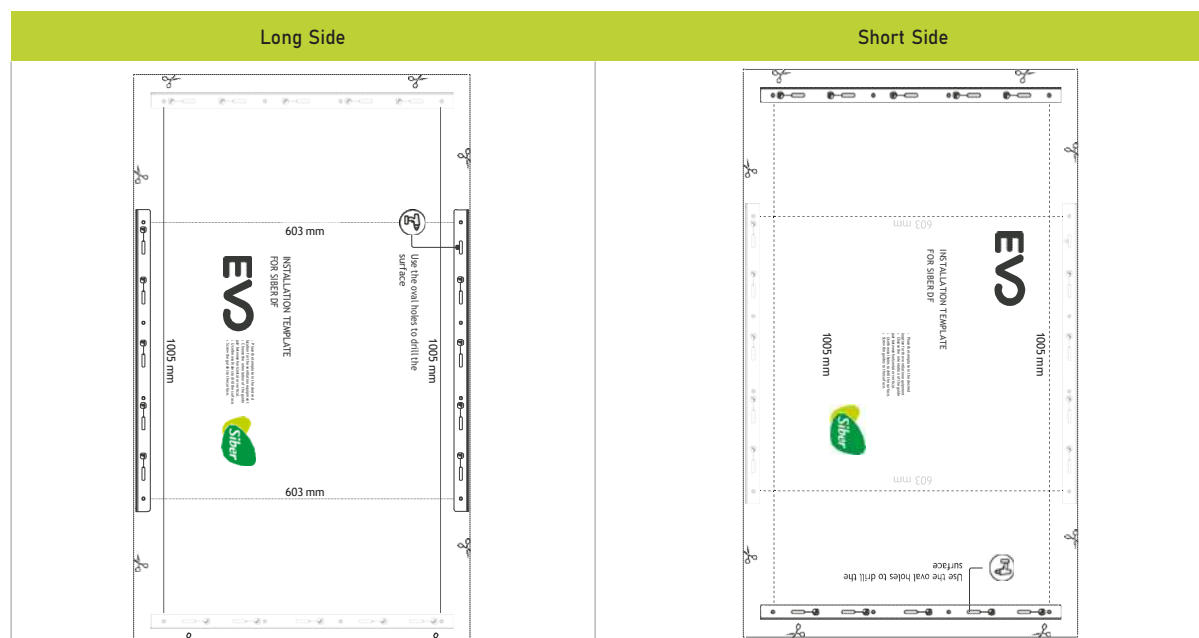 Long Side
Short Side
603 mm
Use the oval holes to drill the
surface
INSTALLATION TEMPLATE
FOR SIBER DF
EVO
1005 mm
1005 mm
Siber
603 mm
603 mm
EVO
INSTALLATION TEMPLATE
FOR SIBER DF
1005 mm
1005 mm
Siber
603 mm
Use the oval holes to drill the
surface